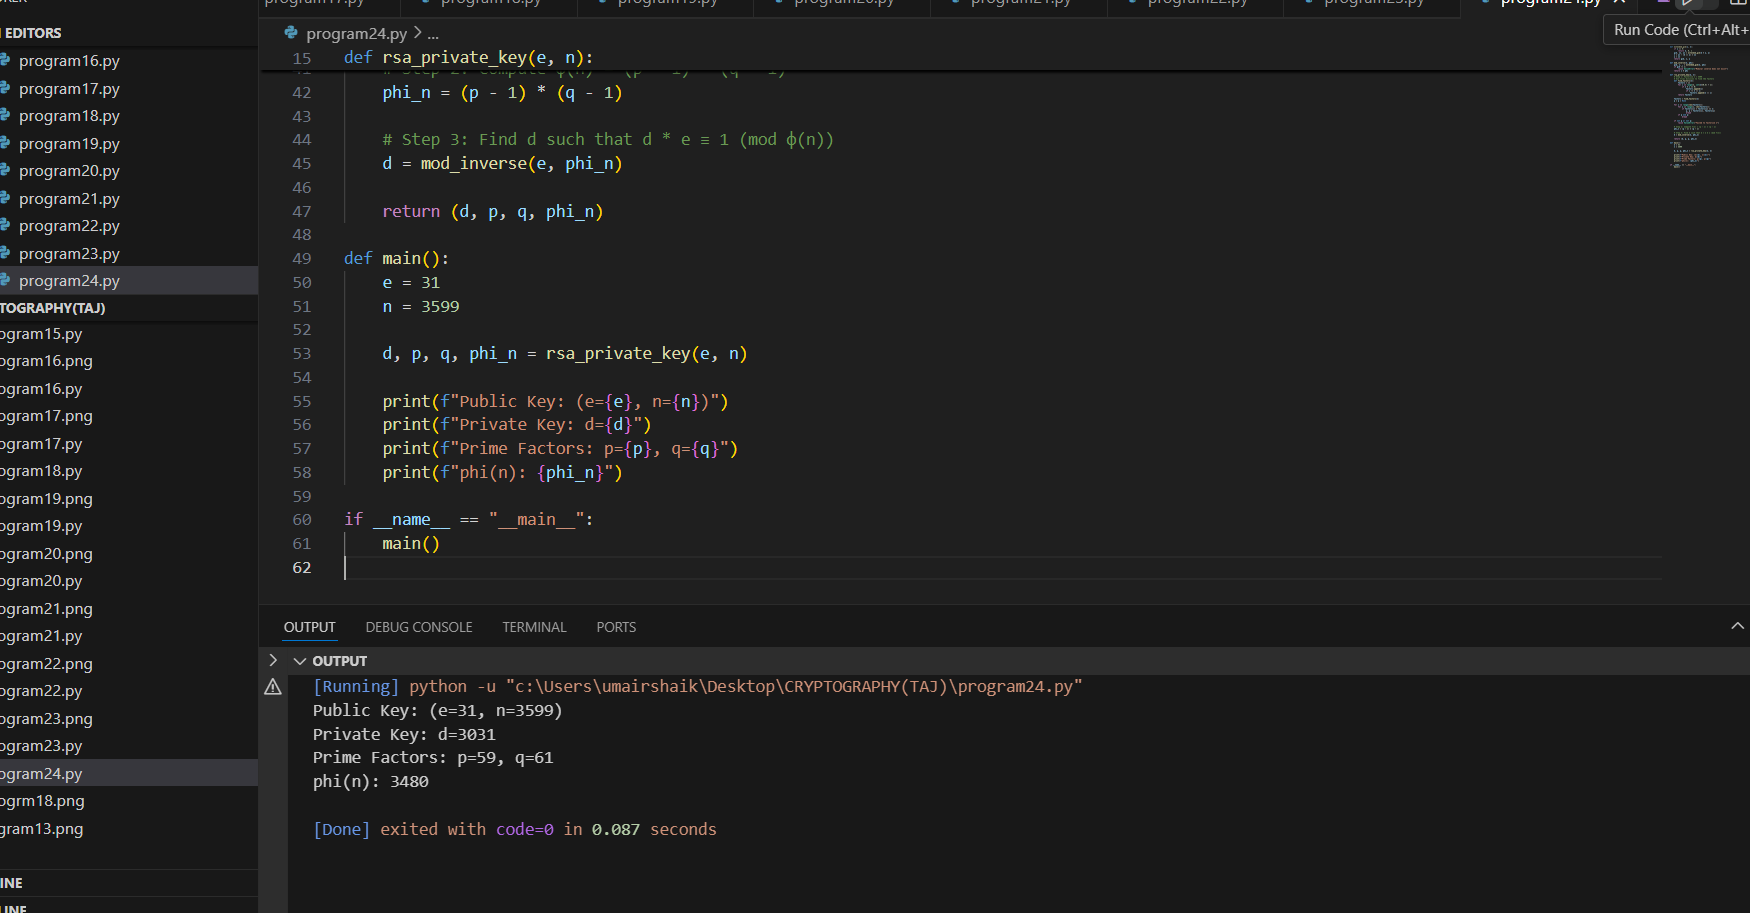 program17.py
program18.py
program19.py
program20.py
program21.py
program22.py
program23.py
program24.py
Run Code (Ctrl+Alt+
EDITORS
program16.py
program17.py
program18.py
program19.py
program20.py
program21.py
program22.py
program23.py
program24.py
TOGRAPHY(TAJ)
ogram15.py
ogram16.png
ogram16.py
ogram17.png
ogram17.py
ogram18.py
ogram19.png
ogram19.py
ogram20.png
ogram20.py
ogram21.png
ogram21.py
ogram22.png
ogram22.py
ogram23.png
ogram23.py
ogram24.py
ogrm18.png
gram13.png
INE
LINE
program24.py > ...
15 def rsa_private_key(e, n):
41 # Step 2: Compute ϕ(n) = (p - 1) * (q - 1)
42 phi_n = (p - 1) * (q - 1)
43
44 # Step 3: Find d such that d * e ≡ 1 (mod ϕ(n))
45 d = mod_inverse(e, phi_n)
46
47 return (d, p, q, phi_n)
48
49 def main():
50 e = 31
51 n = 3599
52
53 d, p, q, phi_n = rsa_private_key(e, n)
54
55 print(f"Public Key: (e={e}, n={n})")
56 print(f"Private Key: d={d}")
57 print(f"Prime Factors: p={p}, q={q}")
58 print(f"phi(n): {phi_n}")
59
60 if __name__ == "__main__":
61 main()
62
OUTPUT DEBUG CONSOLE TERMINAL PORTS
OUTPUT
[Running] python -u "c:\Users\umairshaik\Desktop\CRYPTOGRAPHY(TAJ)\program24.py"
Public Key: (e=31, n=3599)
Private Key: d=3031
Prime Factors: p=59, q=61
phi(n): 3480
[Done] exited with code=0 in 0.087 seconds